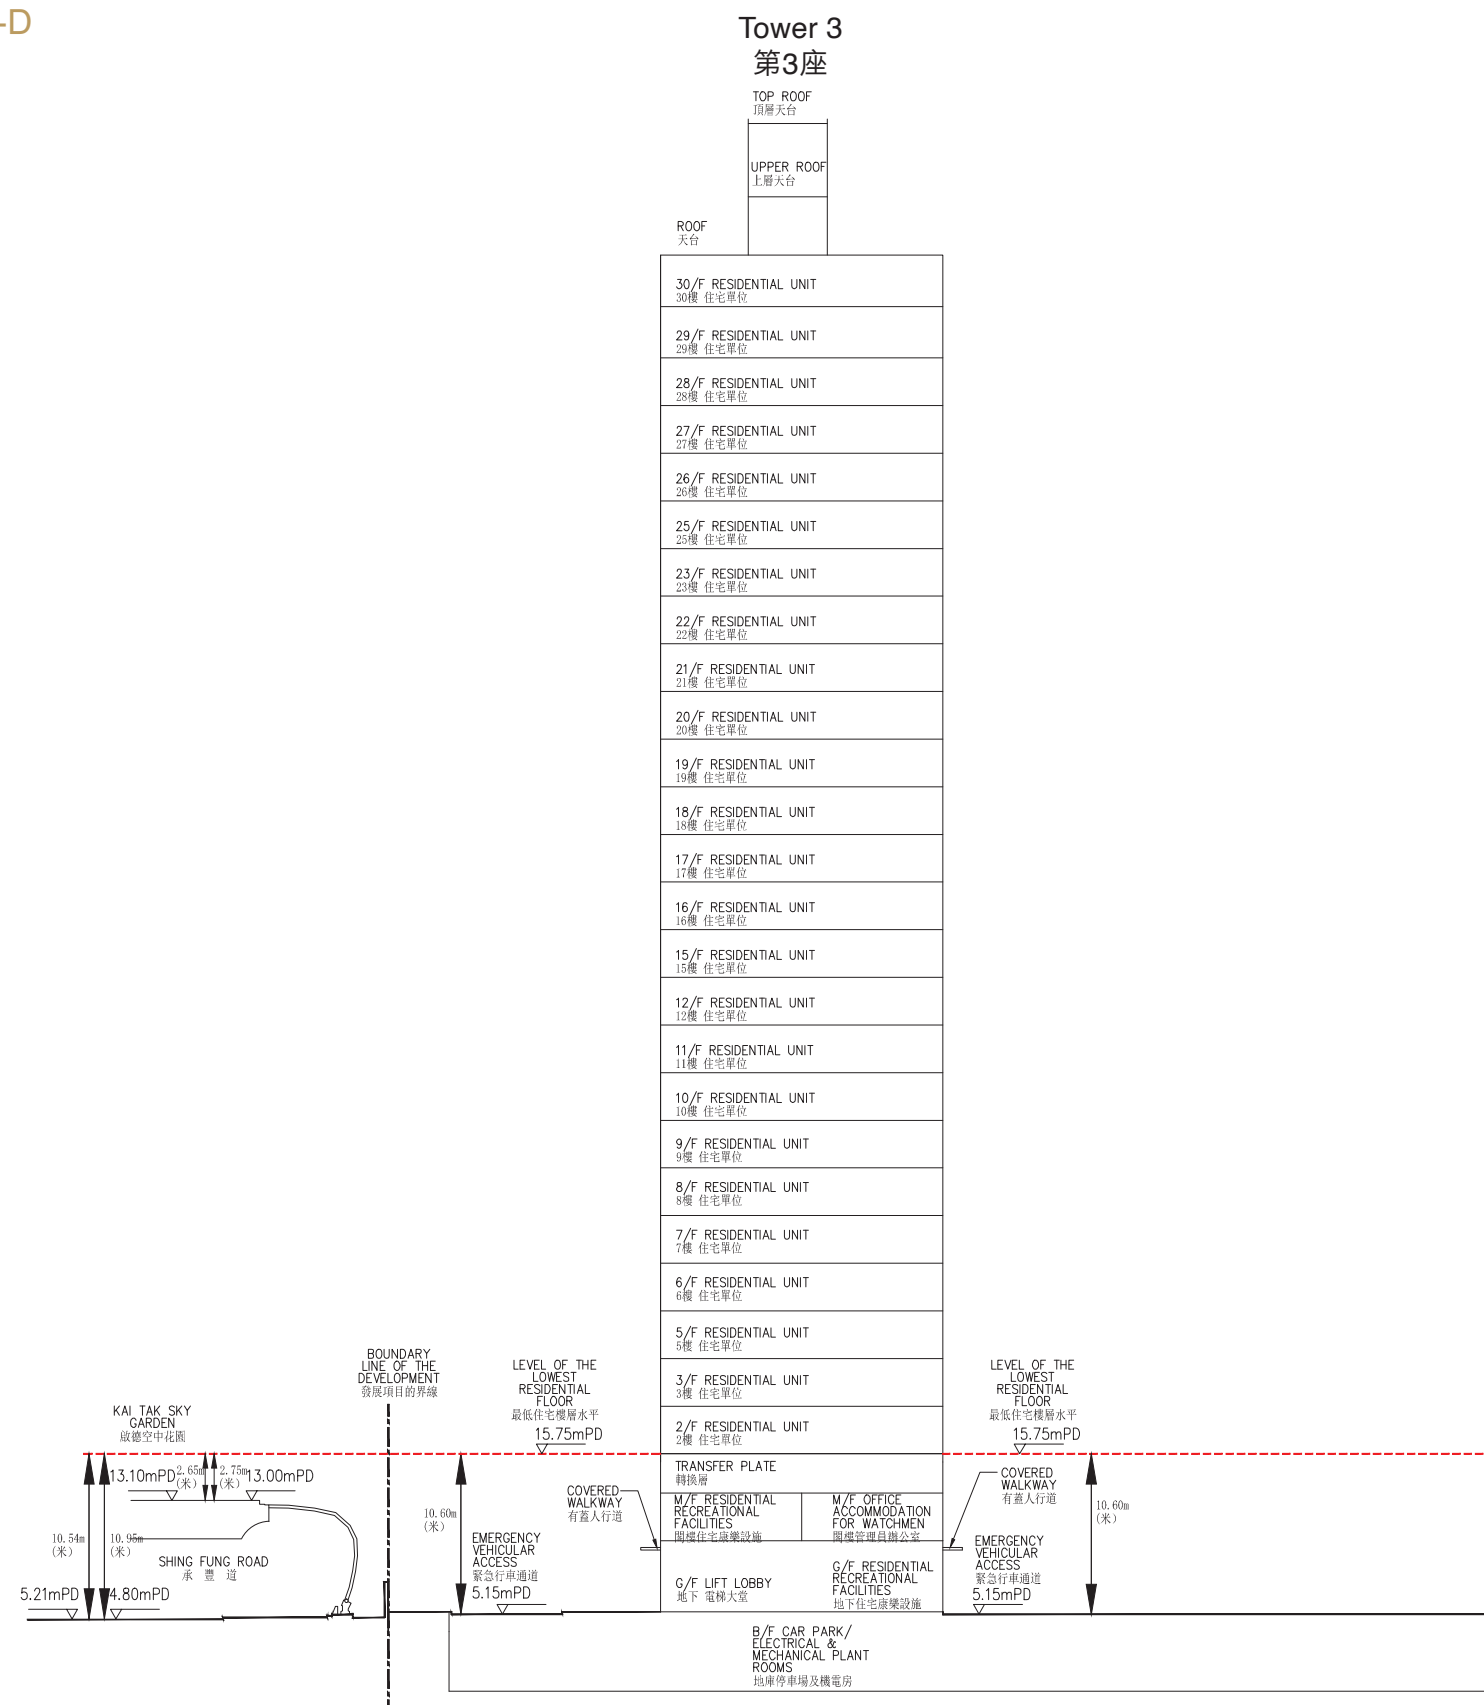 -D
Tower 3
第3座
TOP ROOF
頂層天台
UPPER ROOF
上層天台
ROOF
天台
30/F RESIDENTIAL UNIT
30樓 住宅單位
29/F RESIDENTIAL UNIT
29樓 住宅單位
28/F RESIDENTIAL UNIT
28樓 住宅單位
27/F RESIDENTIAL UNIT
27樓 住宅單位
26/F RESIDENTIAL UNIT
26樓 住宅單位
25/F RESIDENTIAL UNIT
25樓 住宅單位
23/F RESIDENTIAL UNIT
23樓 住宅單位
22/F RESIDENTIAL UNIT
22樓 住宅單位
21/F RESIDENTIAL UNIT
21樓 住宅單位
20/F RESIDENTIAL UNIT
20樓 住宅單位
19/F RESIDENTIAL UNIT
19樓 住宅單位
18/F RESIDENTIAL UNIT
18樓 住宅單位
17/F RESIDENTIAL UNIT
17樓 住宅單位
16/F RESIDENTIAL UNIT
16樓 住宅單位
15/F RESIDENTIAL UNIT
15樓 住宅單位
12/F RESIDENTIAL UNIT
12樓 住宅單位
11/F RESIDENTIAL UNIT
11樓 住宅單位
10/F RESIDENTIAL UNIT
10樓 住宅單位
9/F RESIDENTIAL UNIT
9樓 住宅單位
8/F RESIDENTIAL UNIT
8樓 住宅單位
7/F RESIDENTIAL UNIT
7樓 住宅單位
6/F RESIDENTIAL UNIT
6樓 住宅單位
5/F RESIDENTIAL UNIT
5樓 住宅單位
3/F RESIDENTIAL UNIT
3樓 住宅單位
2/F RESIDENTIAL UNIT
2樓 住宅單位
TRANSFER PLATE
轉換層
M/F RESIDENTIAL
RECREATIONAL
FACILITIES
閣樓住宅康樂設施
M/F OFFICE
ACCOMMODATION
FOR WATCHMEN
閣樓管理員辦公室
G/F LIFT LOBBY
地下 電梯大堂
G/F RESIDENTIAL
RECREATIONAL
FACILITIES
地下住宅康樂設施
B/F CAR PARK/
ELECTRICAL &
MECHANICAL PLANT
ROOMS
地庫停車場及機電房
BOUNDARY
LINE OF THE
DEVELOPMENT
發展項目的界線
LEVEL OF THE
LOWEST
RESIDENTIAL
FLOOR
最低住宅樓層水平
15.75mPD
LEVEL OF THE
LOWEST
RESIDENTIAL
FLOOR
最低住宅樓層水平
15.75mPD
KAI TAK SKY
GARDEN
啟德空中花園
13.10mPD
2.65m
(米)
2.75m
(米)
13.00mPD
10.54m
(米)
10.95m
(米)
SHING FUNG ROAD
承 豐 道
5.21mPD
4.80mPD
10.60m
(米)
COVERED
WALKWAY
有蓋人行道
EMERGENCY
VEHICULAR
ACCESS
緊急行車通道
5.15mPD
COVERED
WALKWAY
有蓋人行道
10.60m
(米)
EMERGENCY
VEHICULAR
ACCESS
緊急行車通道
5.15mPD